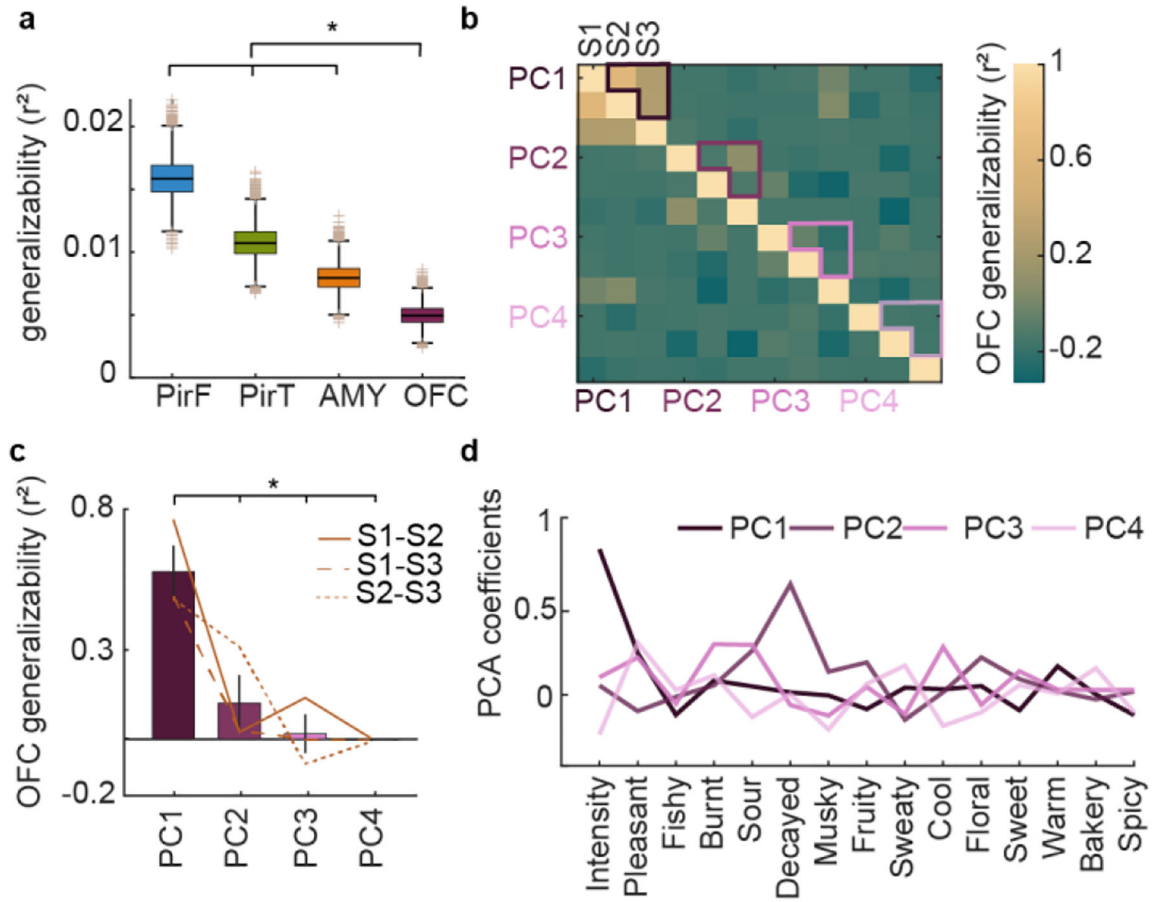 a
*
generalizability (r²)
0.02
0.01
0
PirF PirT AMY OFC
b
S1
S2
S3
PC1
PC2
PC3
PC4
PC1 PC2 PC3 PC4
OFC generalizability (r²)
1
0.6
0.2
-0.2
c
*
OFC generalizability (r²)
0.8
0.3
-0.2
S1-S2
S1-S3
S2-S3
PC1
PC2
PC3
PC4
d
PCA coefficients
1
0.5
0
PC1 PC2 PC3 PC4
Intensity
Pleasant
Fishy
Burnt
Sour
Decayed
Musky
Fruity
Sweaty
Cool
Floral
Sweet
Warm
Bakery
Spicy